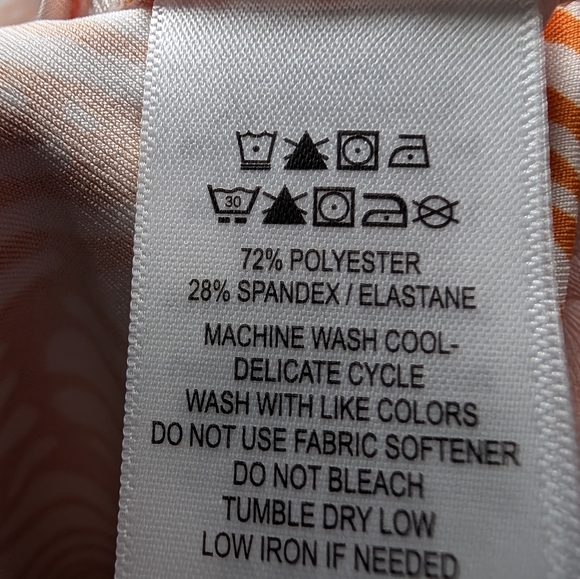 30
72% POLYESTER
28% SPANDEX / ELASTANE
MACHINE WASH COOL-
DELICATE CYCLE
WASH WITH LIKE COLORS
DO NOT USE FABRIC SOFTENER
DO NOT BLEACH
TUMBLE DRY LOW
LOW IRON IF NEEDED